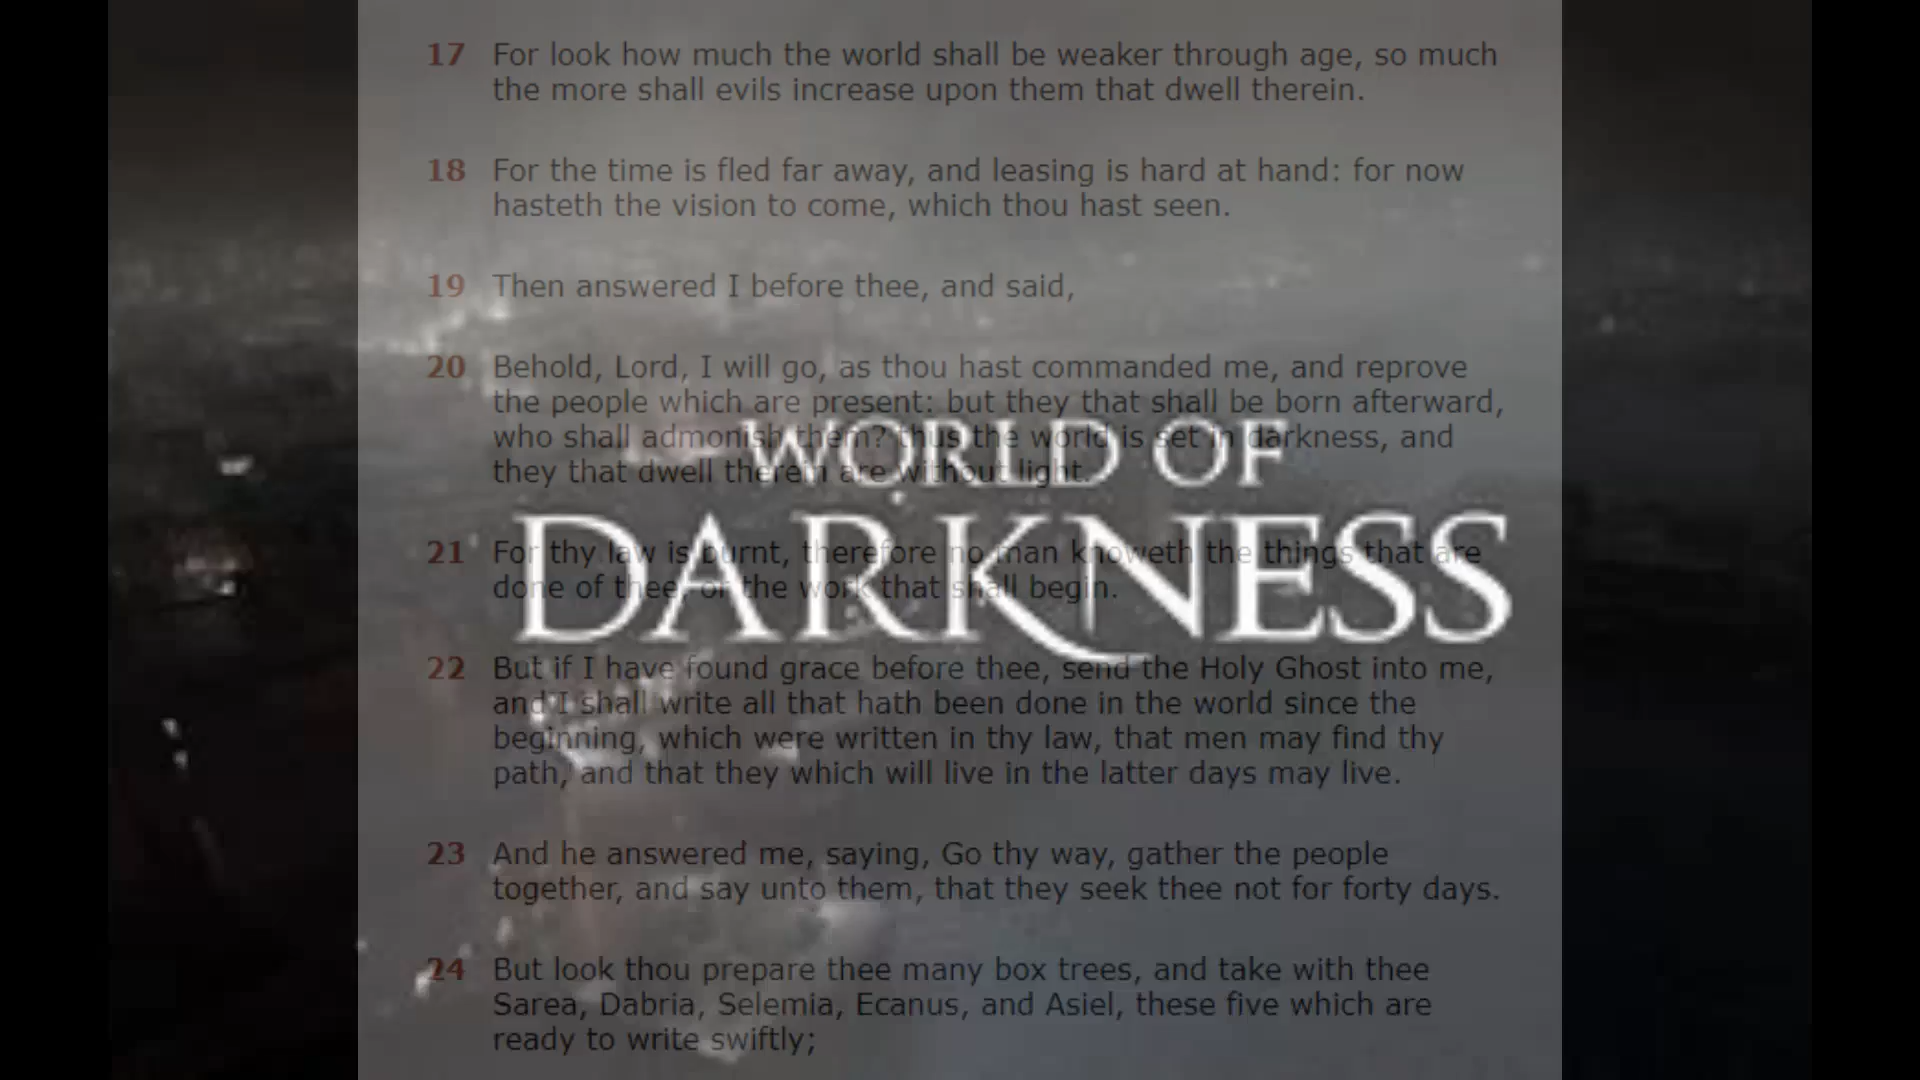 17 For look how much the world shall be weaker through age, so much
the more shall evils increase upon them that dwell therein.
18 For the time is fled far away, and leasing is hard at hand: for now
hasteth the vision to come, which thou hast seen.
19 Then answered I before thee, and said,
20 Behold, Lord, I will go, as thou hast commanded me, and reprove
the people which are present: but they that shall be born afterward,
who shall admonish them? thus the world is set in darkness, and
they that dwell therein are without light.
WORLD OF
DARKNESS
21 For thy law is burnt, therefore no man knoweth the things that are
done of thee, or the work that shall begin.
22 But if I have found grace before thee, send the Holy Ghost into me,
and I shall write all that hath been done in the world since the
beginning, which were written in thy law, that men may find thy
path, and that they which will live in the latter days may live.
23 And he answered me, saying, Go thy way, gather the people
together, and say unto them, that they seek thee not for forty days.
24 But look thou prepare thee many box trees, and take with thee
Sarea, Dabria, Selemia, Ecanus, and Asiel, these five which are
ready to write swiftly;